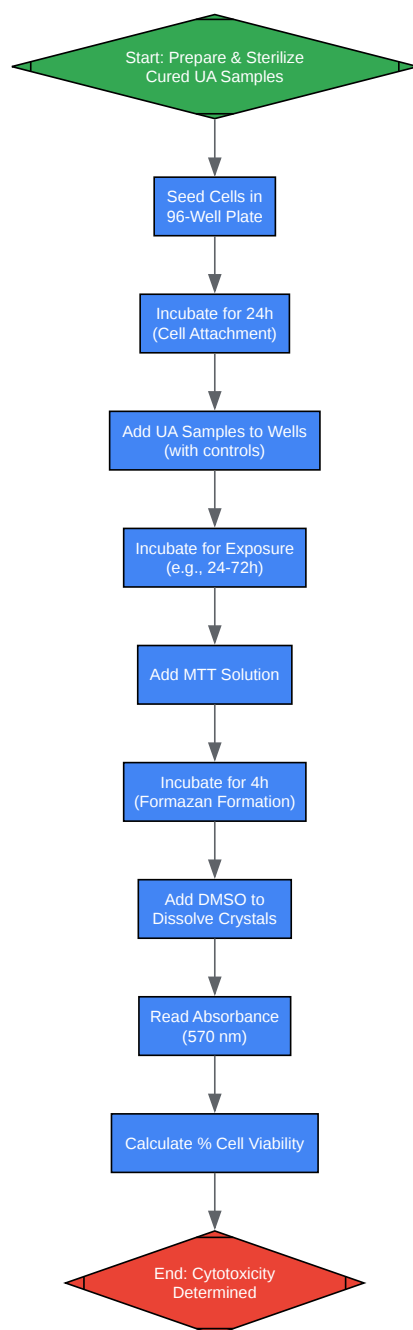 Start: Prepare & Sterilize
Cured UA Samples
Seed Cells in
96-Well Plate
Incubate for 24h
(Cell Attachment)
Add UA Samples to Wells
(with controls)
Incubate for Exposure
(e.g., 24-72h)
Add MTT Solution
Incubate for 4h
(Formazan Formation)
Add DMSO to
Dissolve Crystals
Read Absorbance
(570 nm)
Calculate % Cell Viability
End: Cytotoxicity
Determined